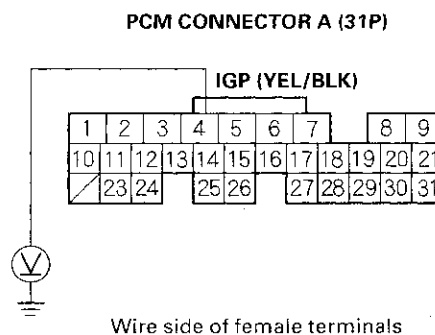 PCM CONNECTOR A (31P)
IGP (YEL/BLK)
1 2 3 4 5 6 7 8 9
10 11 12 13 14 15 16 17 18 19 20 21
23 24 25 26 27 28 29 30 31
V
Wire side of female terminals